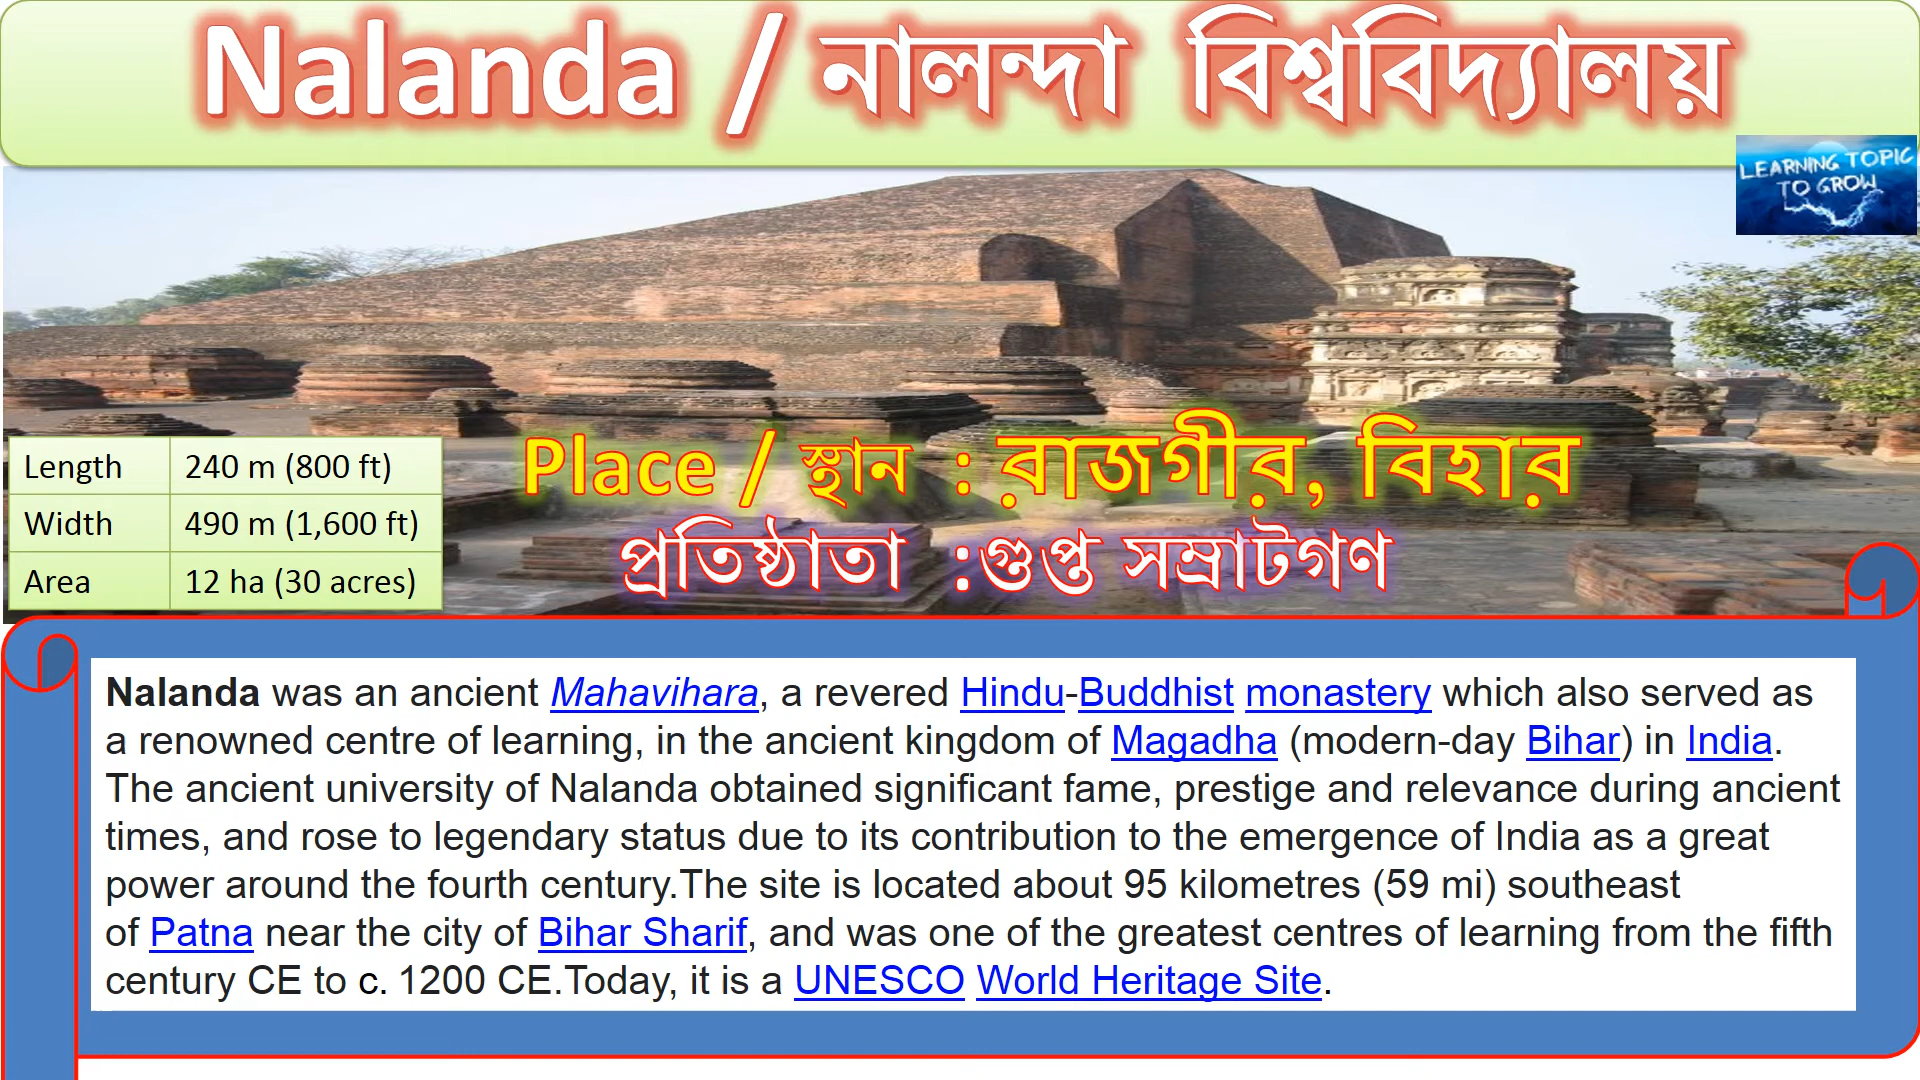 Nalanda / নালন্দা বিশ্ববিদ্যালয়
LEARNING TOPIC
TO GROW
Length 240 m (800 ft)
Width 490 m (1,600 ft)
Area 12 ha (30 acres)
Place / স্থান : রাজগীর, বিহার
প্রতিষ্ঠাতা :গুপ্ত সম্রাটগণ
Nalanda was an ancient Mahavihara, a revered Hindu-Buddhist monastery which also served as
a renowned centre of learning, in the ancient kingdom of Magadha (modern-day Bihar) in India.
The ancient university of Nalanda obtained significant fame, prestige and relevance during ancient
times, and rose to legendary status due to its contribution to the emergence of India as a great
power around the fourth century.The site is located about 95 kilometres (59 mi) southeast
of Patna near the city of Bihar Sharif, and was one of the greatest centres of learning from the fifth
century CE to c. 1200 CE.Today, it is a UNESCO World Heritage Site.